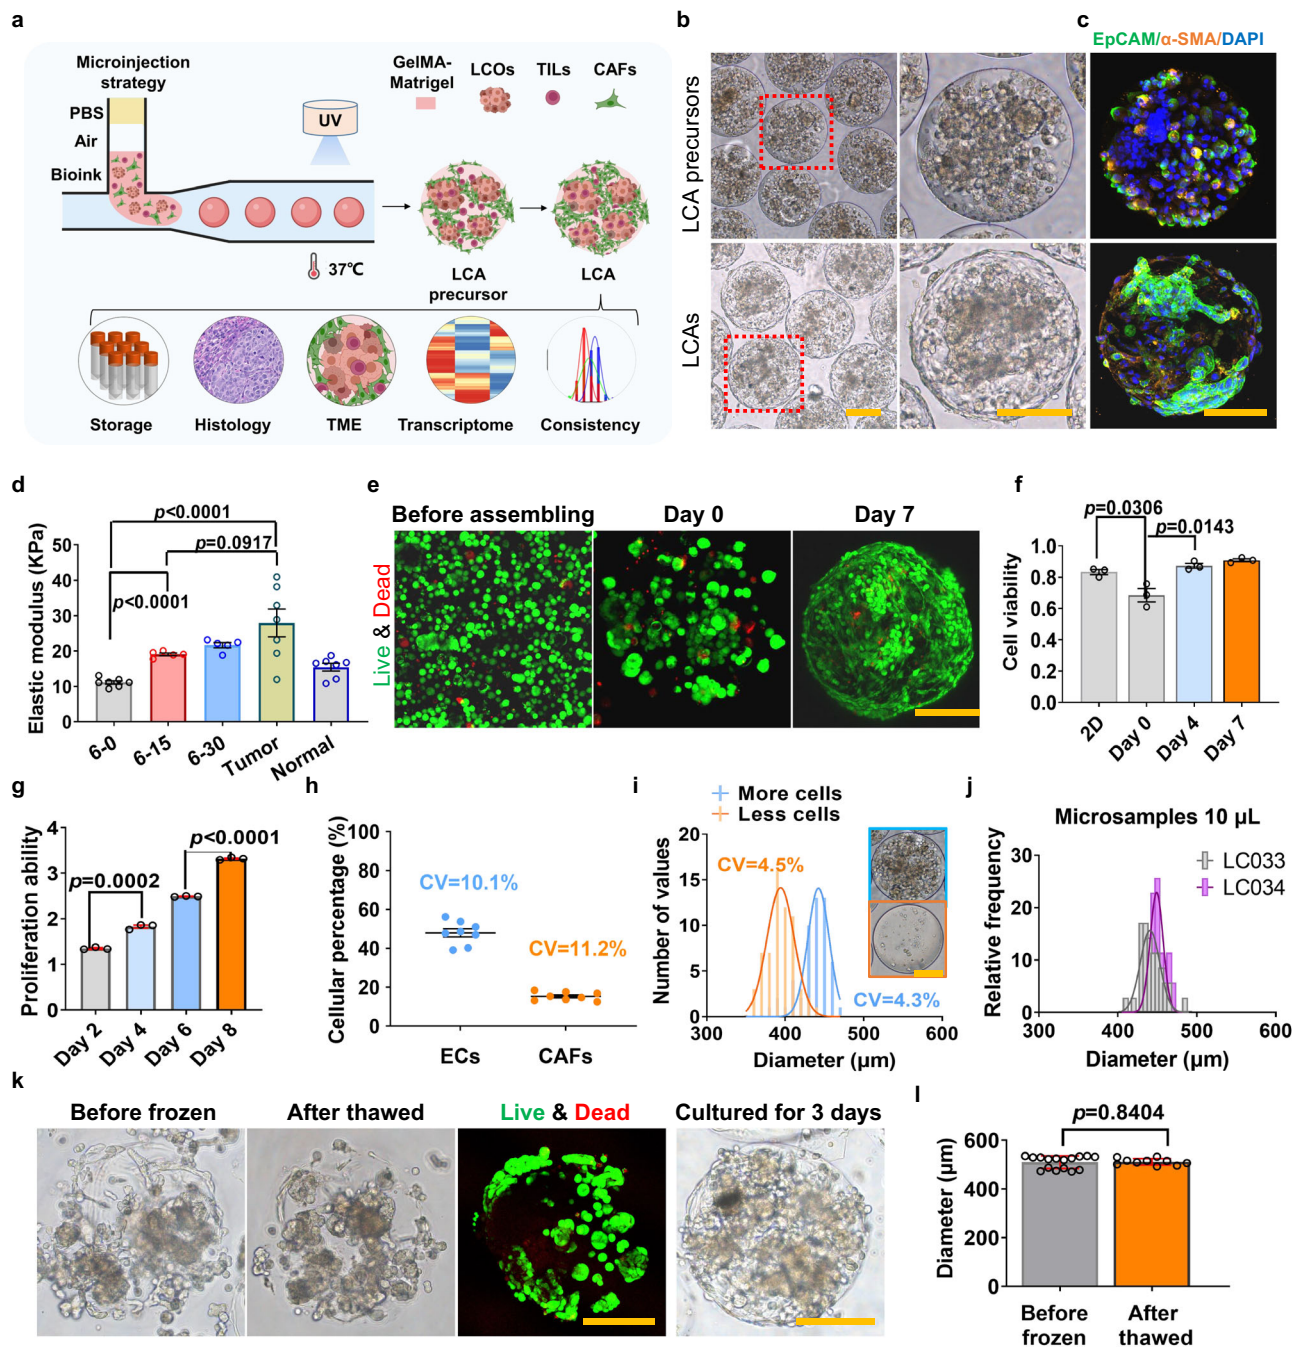 a
Microinjection
strategy
PBS
Air
Bioink
UV
37℃
GelMA-
Matrigel
LCOs
TILs
CAFs
LCA
precursor
LCA
Storage
Histology
TME
Transcriptome
Consistency
b
LCA precursors
LCAs
c
EpCAM/α-SMA/DAPI
d
Elastic modulus (KPa)
50
40
30
20
10
0
p<0.0001
p=0.0917
p<0.0001
6-0
6-15
6-30
Tumor
Normal
e
Before assembling
Day 0
Day 7
Live & Dead
f
Cell viability
1.0
0.8
0.6
0.4
0.2
0.0
p=0.0306
p=0.0143
2D
Day 0
Day 4
Day 7
g
Proliferation ability
4
3
2
1
0
p=0.0002
p<0.0001
Day 2
Day 4
Day 6
Day 8
h
Cellular percentage (%)
100
80
60
40
20
0
CV=10.1%
CV=11.2%
ECs
CAFs
i
More cells
Less cells
Number of values
20
15
10
5
0
CV=4.5%
CV=4.3%
300
400
500
600
Diameter (μm)
j
Microsamples 10 μL
LC033
LC034
Relative frequency
30
20
10
0
300
400
500
600
Diameter (μm)
k
Before frozen
After thawed
Live & Dead
Cultured for 3 days
l
p=0.8404
Diameter (μm)
600
400
200
0
Before
frozen
After
thawed